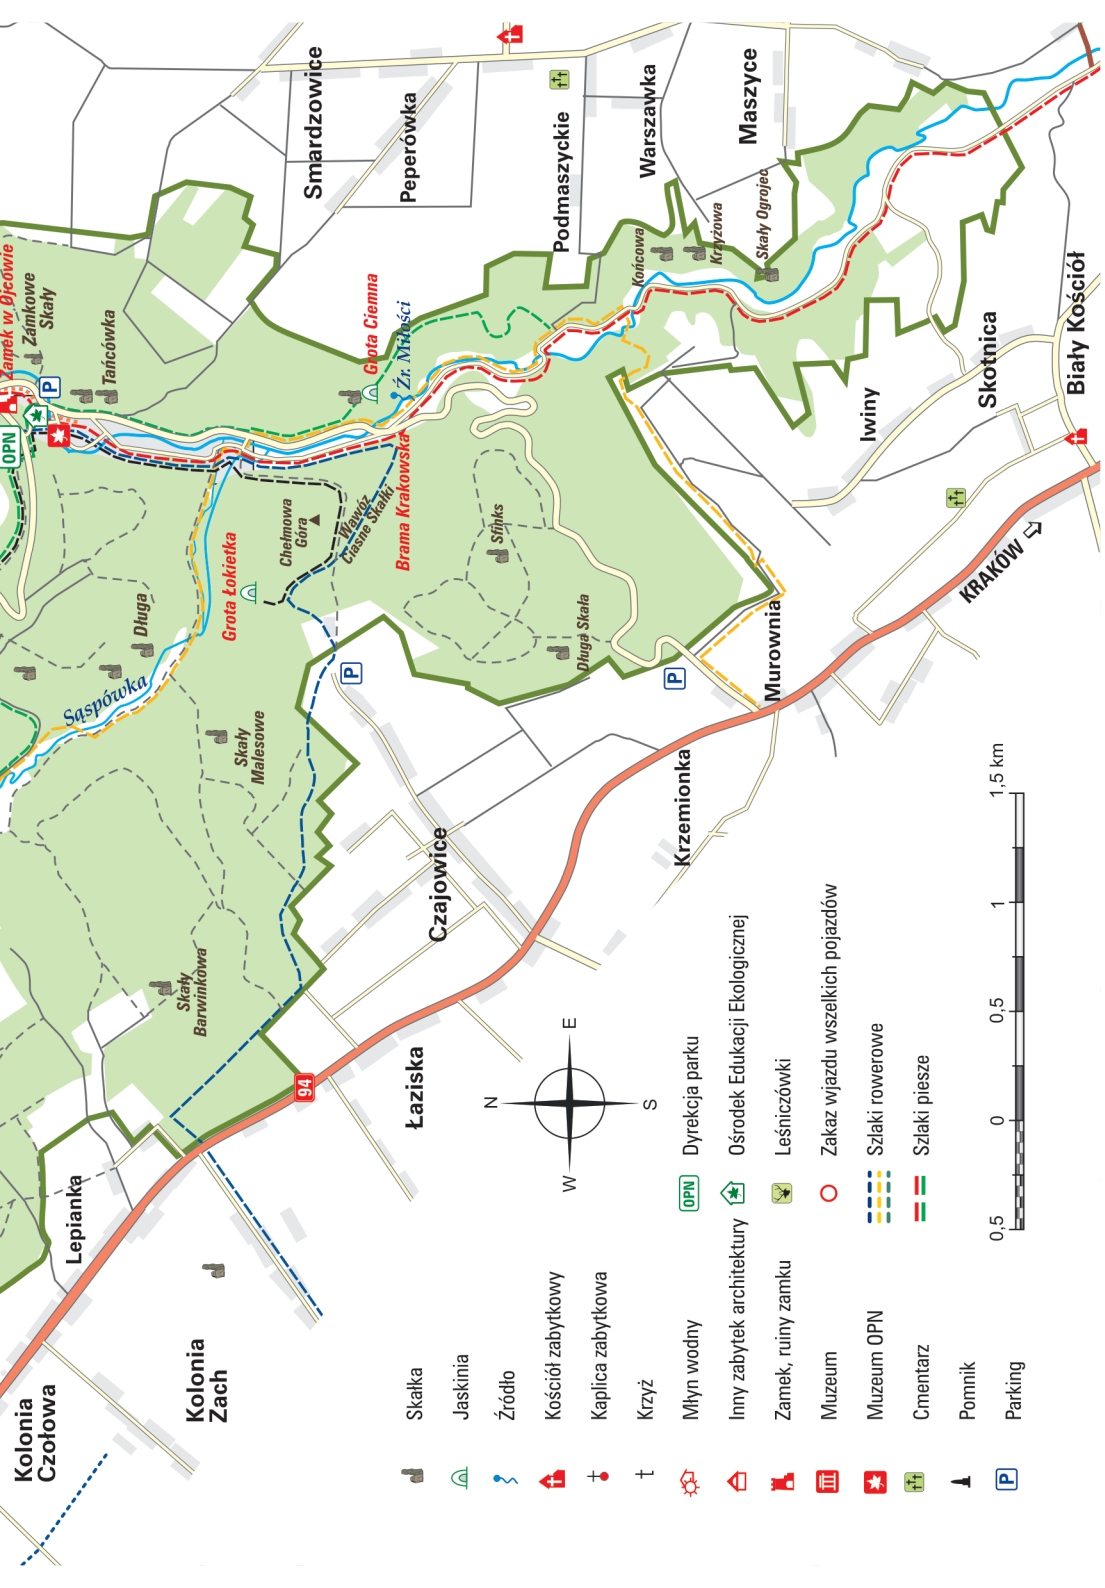 Zamek w Ojcowie
Zamkowe
Skały
Tańcówka
OPN
P
Smardzowice
Peperówka
Podmaszyckie
Warszawka
Maszyce
Grota Ciemna
Źr. Miłości
Końcowa
Krzyżowa
Skały Ogrojec
Skotnica
Biały Kościół
Iwiny
Grota Łokietka
Chełmowa
Góra
Wąwóz
Ciasne Skałki
Brama Krakowska
Sfinks
Długa
Długa Skała
Sąspówka
Skały
Malesowe
P
P
Murownia
KRAKÓW
Krzemionka
Czajowice
Skały
Barwinkowa
Łaziska
94
Lepianka
Kolonia
Zach
Kolonia
Czołowa
N
E
S
W
0,5
0
0,5
1
1,5 km
Skałka
Jaskinia
Źródło
Kościół zabytkowy
Kaplica zabytkowa
Krzyż
Młyn wodny
Inny zabytek architektury
Zamek, ruiny zamku
Muzeum
Muzeum OPN
Cmentarz
Pomnik
P Parking
OPN Dyrekcja parku
Ośrodek Edukacji Ekologicznej
Leśniczówki
Zakaz wjazdu wszelkich pojazdów
Szlaki rowerowe
Szlaki piesze